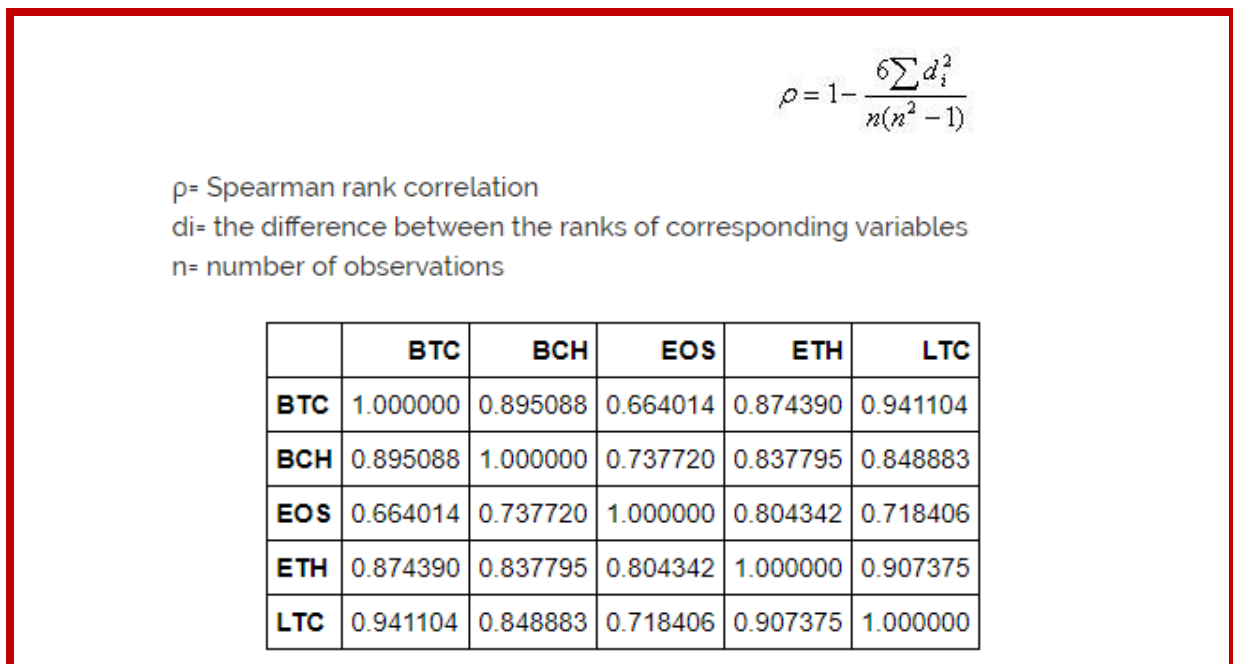 ρ = 1 − 6∑dᵢ² / n(n² − 1)
ρ= Spearman rank correlation
di= the difference between the ranks of corresponding variables
n= number of observations
BTC BCH EOS ETH LTC
BTC 1.000000 0.895088 0.664014 0.874390 0.941104
BCH 0.895088 1.000000 0.737720 0.837795 0.848883
EOS 0.664014 0.737720 1.000000 0.804342 0.718406
ETH 0.874390 0.837795 0.804342 1.000000 0.907375
LTC 0.941104 0.848883 0.718406 0.907375 1.000000